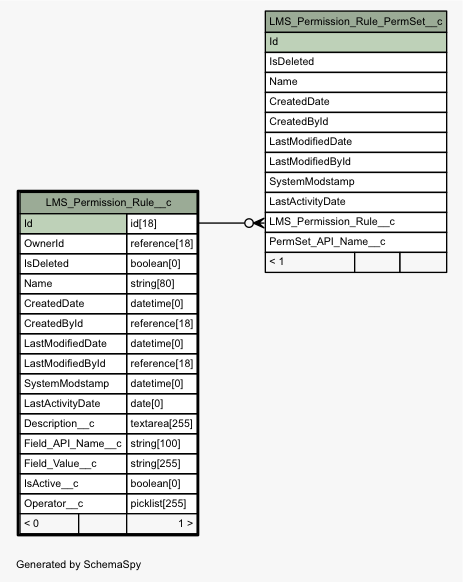 LMS_Permission_Rule_PermSet__c
Id
IsDeleted
Name
CreatedDate
CreatedById
LastModifiedDate
LastModifiedById
SystemModstamp
LastActivityDate
LMS_Permission_Rule__c
PermSet_API_Name__c
< 1
LMS_Permission_Rule__c
Id id[18]
OwnerId reference[18]
IsDeleted boolean[0]
Name string[80]
CreatedDate datetime[0]
CreatedById reference[18]
LastModifiedDate datetime[0]
LastModifiedById reference[18]
SystemModstamp datetime[0]
LastActivityDate date[0]
Description__c textarea[255]
Field_API_Name__c string[100]
Field_Value__c string[255]
IsActive__c boolean[0]
Operator__c picklist[255]
< 0 1 >
Generated by SchemaSpy